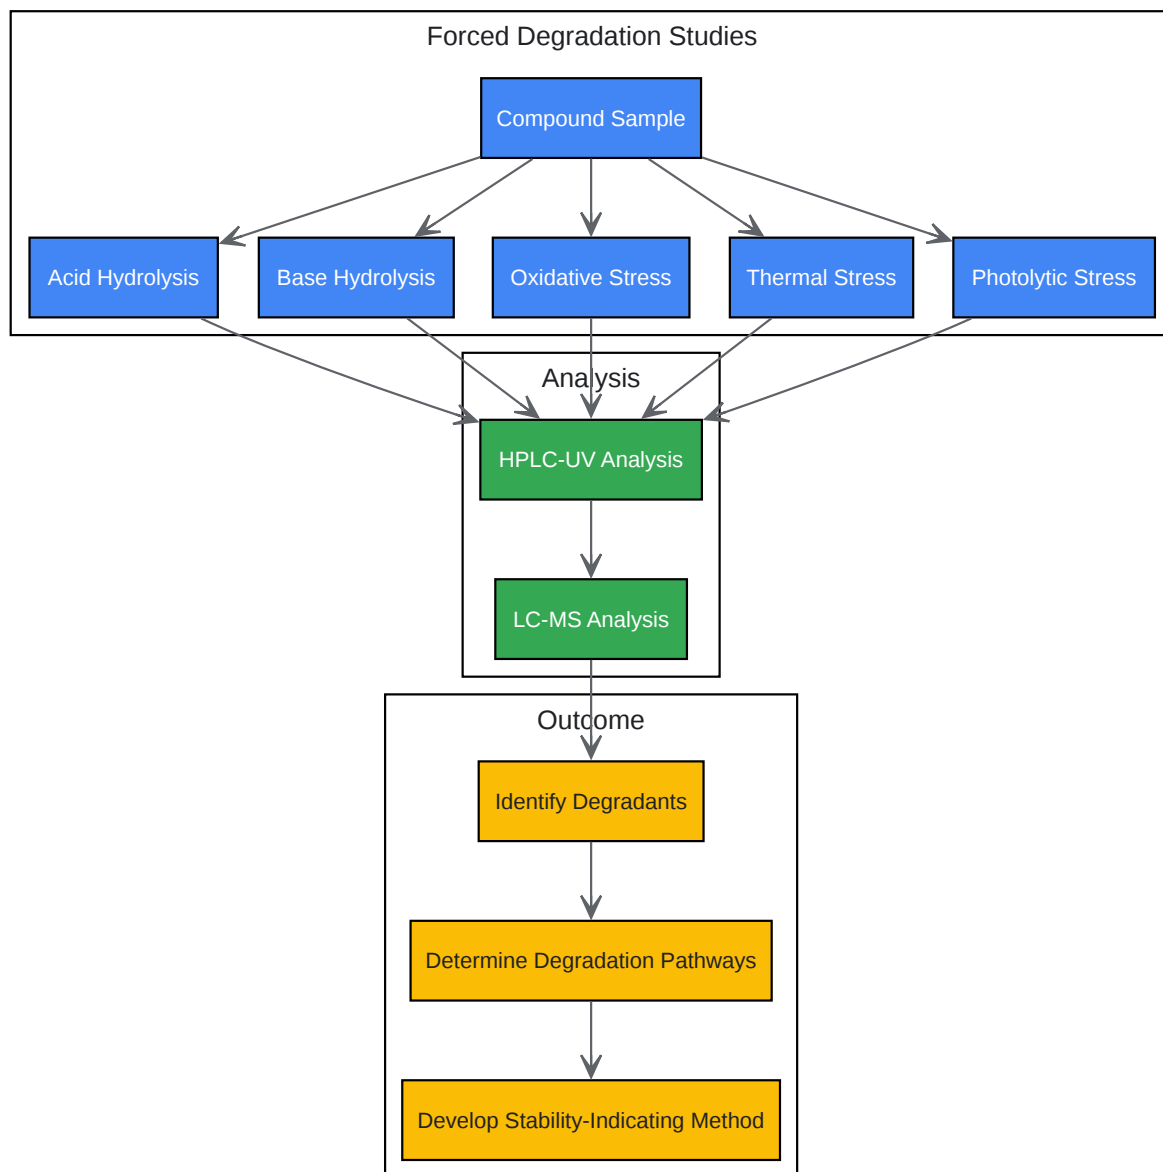 Forced Degradation Studies
Compound Sample
Acid Hydrolysis
Base Hydrolysis
Oxidative Stress
Thermal Stress
Photolytic Stress
Analysis
HPLC-UV Analysis
LC-MS Analysis
Outcome
Identify Degradants
Determine Degradation Pathways
Develop Stability-Indicating Method